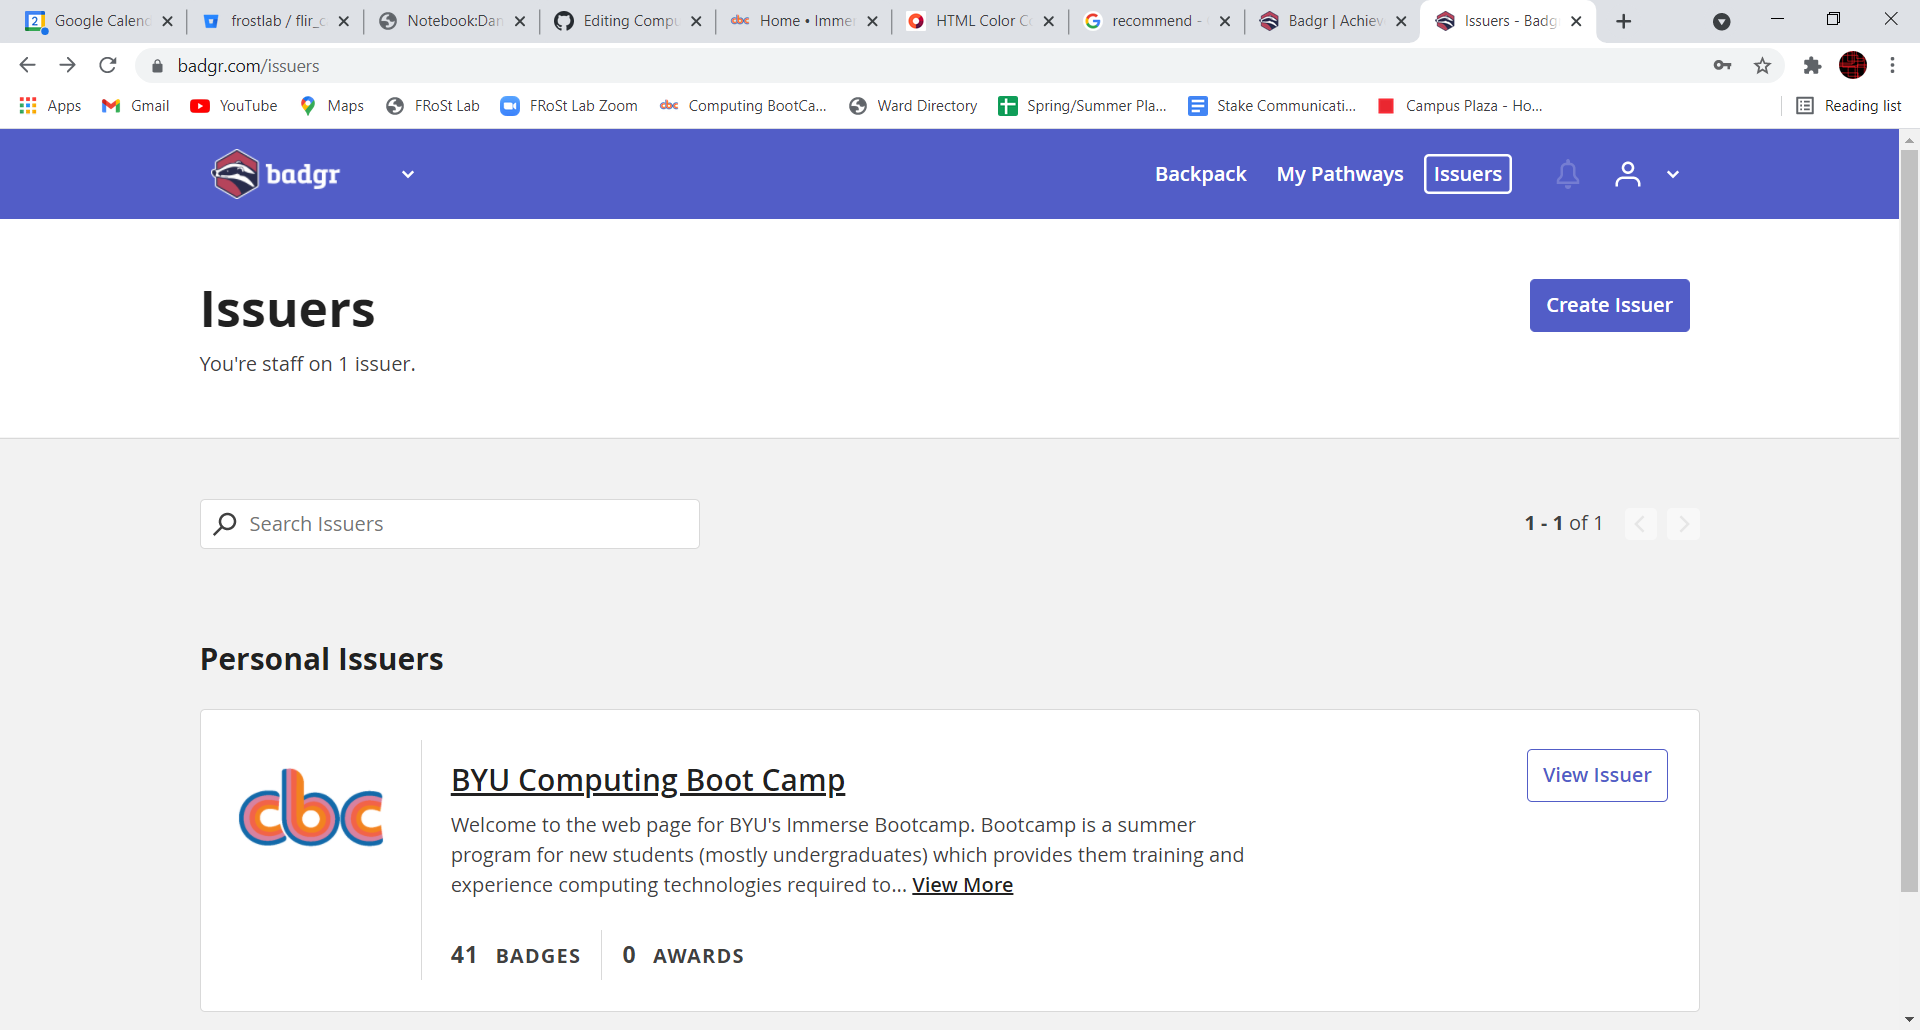 Google Calend
frostlab / flir_c
Notebook:Dan
Editing Compu
Home • Imme
HTML Color C
recommend -
Badgr | Achiev
Issuers - Badg
badgr.com/issuers
Apps
Gmail
YouTube
Maps
FRoSt Lab
FRoSt Lab Zoom
cbc
Computing BootCa...
Ward Directory
Spring/Summer Pla...
Stake Communicati...
Campus Plaza - Ho...
Reading list
badgr
Backpack
My Pathways
Issuers
Issuers
Create Issuer
You're staff on 1 issuer.
Search Issuers
1 - 1 of 1
Personal Issuers
cbc
BYU Computing Boot Camp
View Issuer
Welcome to the web page for BYU's Immerse Bootcamp. Bootcamp is a summer
program for new students (mostly undergraduates) which provides them training and
experience computing technologies required to... View More
41 BADGES
0 AWARDS